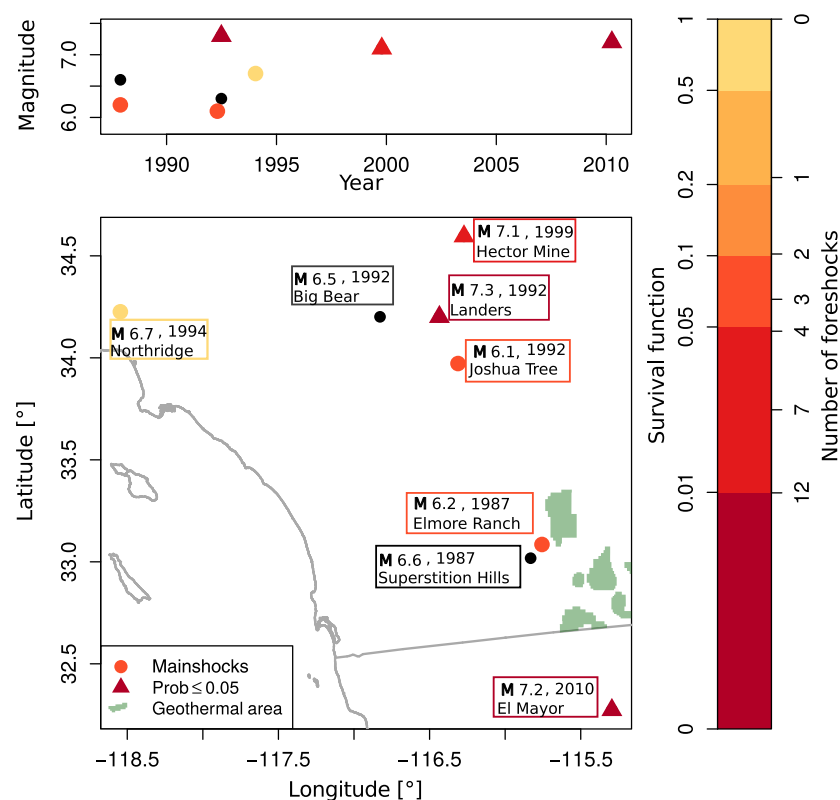 Magnitude
7.0
6.0
1990 1995 2000 2005 2010
Year
M 7.1, 1999
Hector Mine
M 6.5, 1992
Big Bear
M 7.3, 1992
Landers
M 6.7, 1994
Northridge
M 6.1, 1992
Joshua Tree
M 6.2, 1987
Elmore Ranch
M 6.6, 1987
Superstition Hills
M 7.2, 2010
El Mayor
Mainshocks
Prob≤0.05
Geothermal area
Latitude [°]
34.5
34.0
33.5
33.0
32.5
−118.5 −117.5 −116.5 −115.5
Longitude [°]
Survival function
1
0.5
0.2
0.1
0.05
0.01
0
Number of foreshocks
0
1
2
3
4
7
12